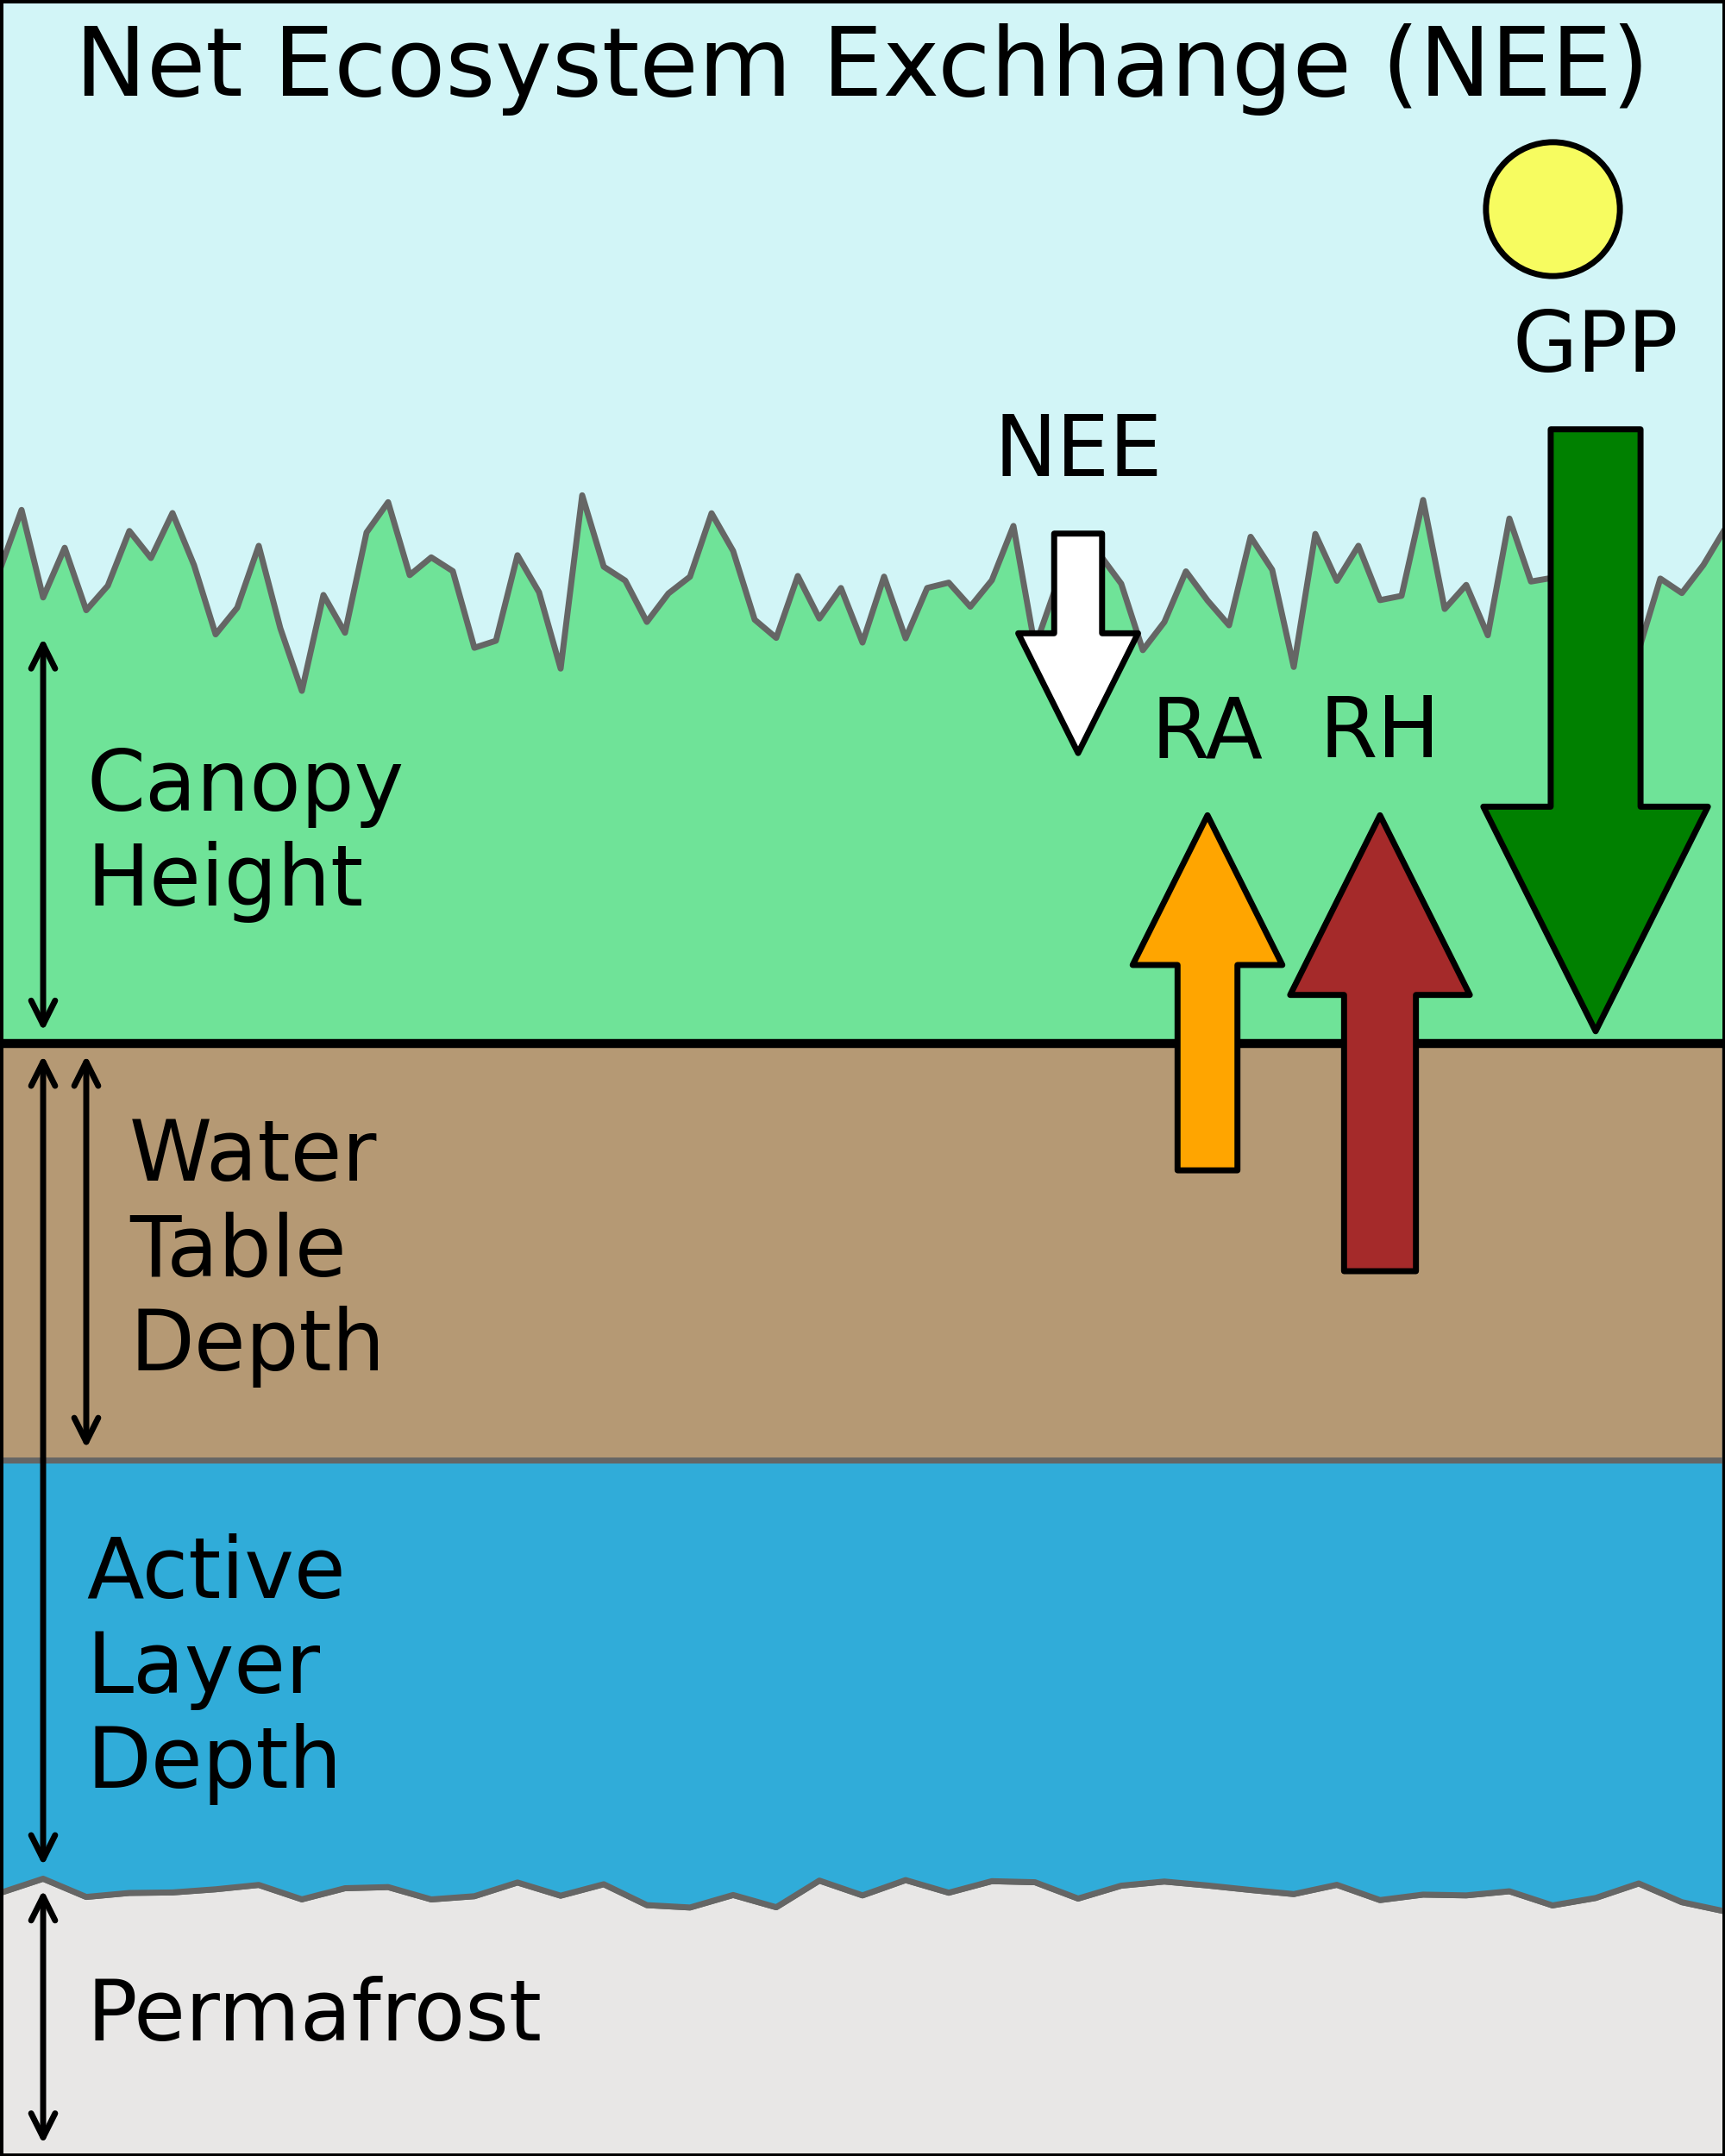 Net Ecosystem Exchhange (NEE)
GPP
NEE
RA
RH
Canopy
Height
Water
Table
Depth
Active
Layer
Depth
Permafrost